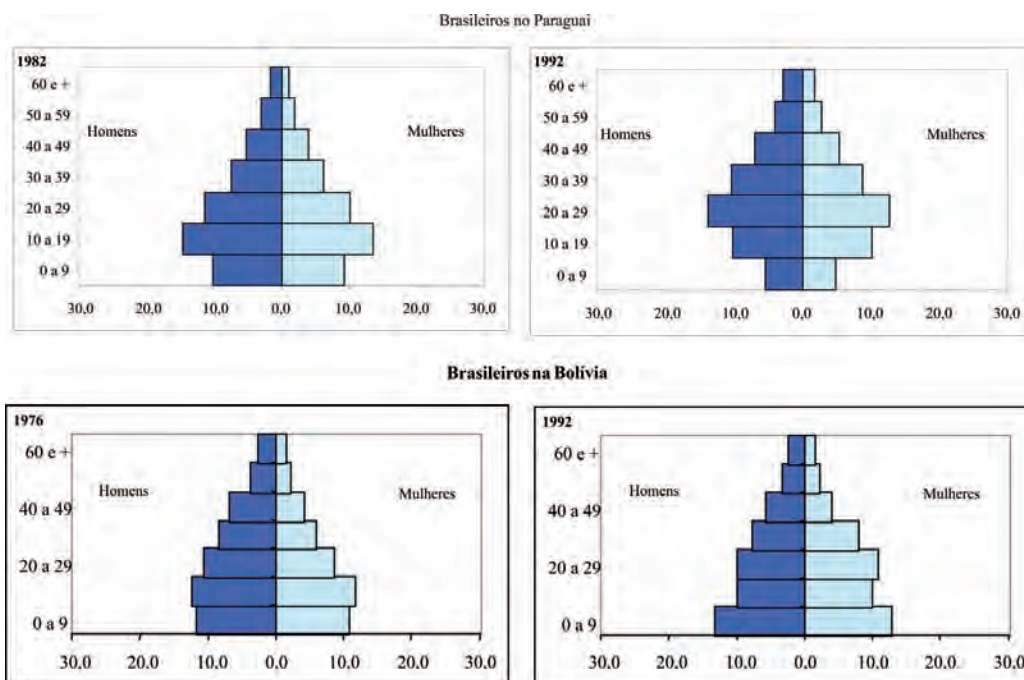 Brasileiros no Paraguai
1982
60 e +
50 a 59
40 a 49
30 a 39
20 a 29
10 a 19
0 a 9
Homens
Mulheres
30,0 20,0 10,0 0,0 10,0 20,0 30,0
1992
60 e +
50 a 59
40 a 49
30 a 39
20 a 29
10 a 19
0 a 9
Homens
Mulheres
30,0 20,0 10,0 0,0 10,0 20,0 30,0
Brasileiros na Bolívia
1976
60 e +
40 a 49
20 a 29
0 a 9
Homens
Mulheres
30,0 20,0 10,0 0,0 10,0 20,0 30,0
1992
60 e +
40 a 49
20 a 29
0 a 9
Homens
Mulheres
30,0 20,0 10,0 0,0 10,0 20,0 30,0